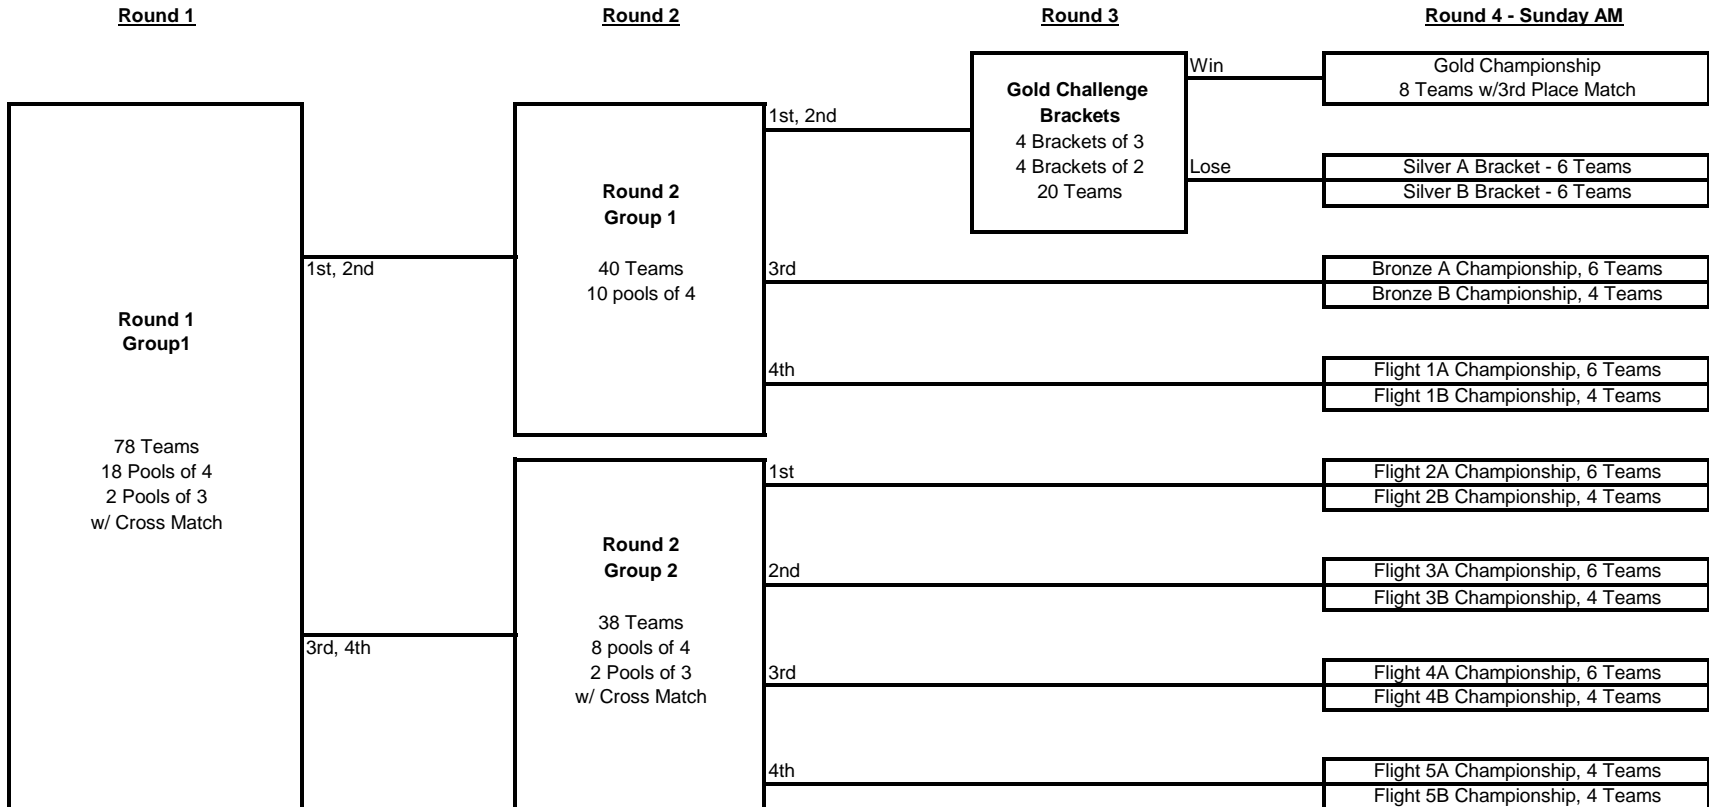 Round 1
Round 2
Round 3
Round 4 - Sunday AM
Round 1
Group1
78 Teams
18 Pools of 4
2 Pools of 3
w/ Cross Match
1st, 2nd
3rd, 4th
Round 2
Group 1
40 Teams
10 pools of 4
1st, 2nd
3rd
4th
Round 2
Group 2
38 Teams
8 pools of 4
2 Pools of 3
w/ Cross Match
1st
2nd
3rd
4th
Gold Challenge
Brackets
4 Brackets of 3
4 Brackets of 2
20 Teams
Win
Lose
Gold Championship
8 Teams w/3rd Place Match
Silver A Bracket - 6 Teams
Silver B Bracket - 6 Teams
Bronze A Championship, 6 Teams
Bronze B Championship, 4 Teams
Flight 1A Championship, 6 Teams
Flight 1B Championship, 4 Teams
Flight 2A Championship, 6 Teams
Flight 2B Championship, 4 Teams
Flight 3A Championship, 6 Teams
Flight 3B Championship, 4 Teams
Flight 4A Championship, 6 Teams
Flight 4B Championship, 4 Teams
Flight 5A Championship, 4 Teams
Flight 5B Championship, 4 Teams